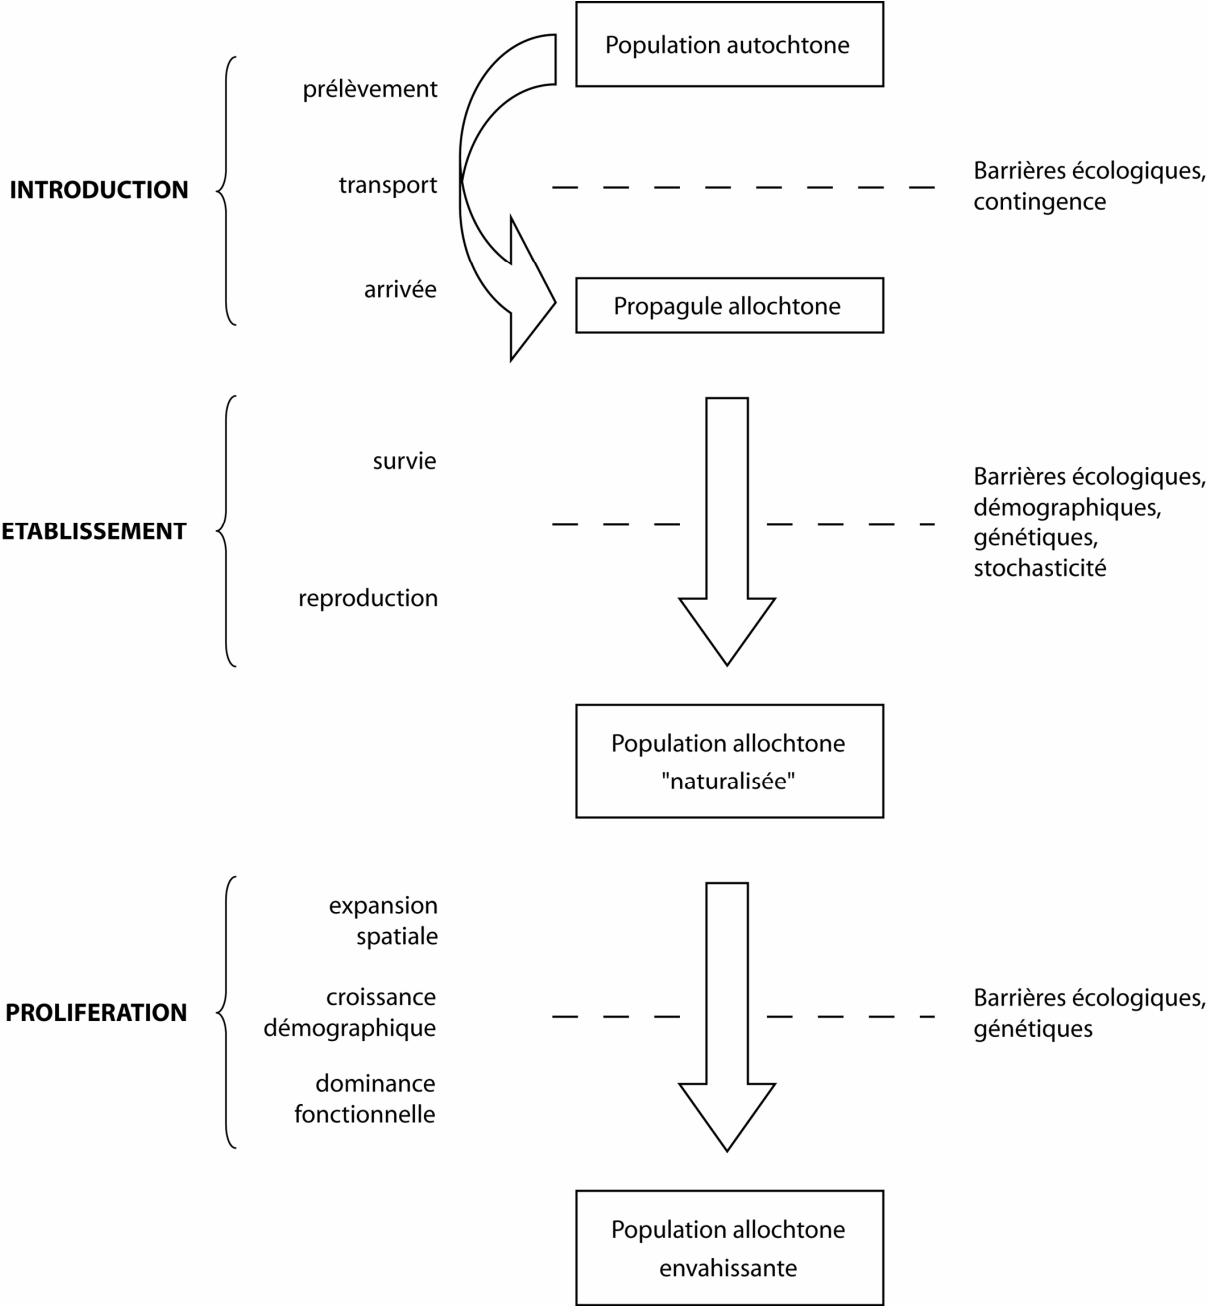 Population autochtone
prélèvement
INTRODUCTION
transport
Barrières écologiques,
contingence
arrivée
Propagule allochtone
survie
ETABLISSEMENT
reproduction
Barrières écologiques,
démographiques,
génétiques,
stochasticité
Population allochtone
"naturalisée"
expansion
spatiale
PROLIFERATION
croissance
démographique
Barrières écologiques,
génétiques
dominance
fonctionnelle
Population allochtone
envahissante